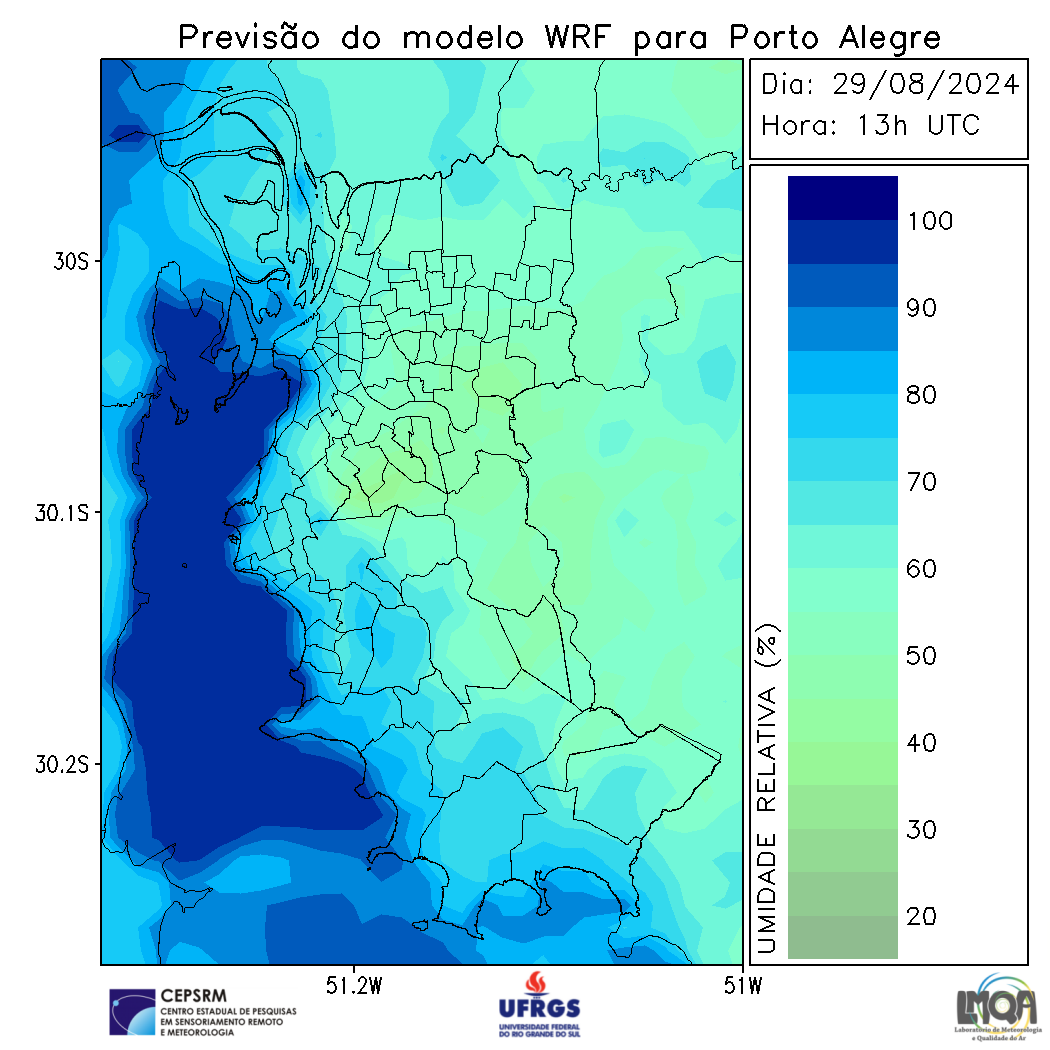 Previsão do modelo WRF para Porto Alegre
Dia: 29/08/2024
Hora: 13h UTC
100
90
80
70
60
50
40
30
20
UMIDADE RELATIVA (%)
30S
30.1S
30.2S
51.2W
51W
CEPSRM
CENTRO ESTADUAL DE PESQUISAS
EM SENSORIAMENTO REMOTO
E METEOROLOGIA
UFRGS
UNIVERSIDADE FEDERAL
DO RIO GRANDE DO SUL
LMQA
Laboratório de Meteorologia
e Qualidade do Ar